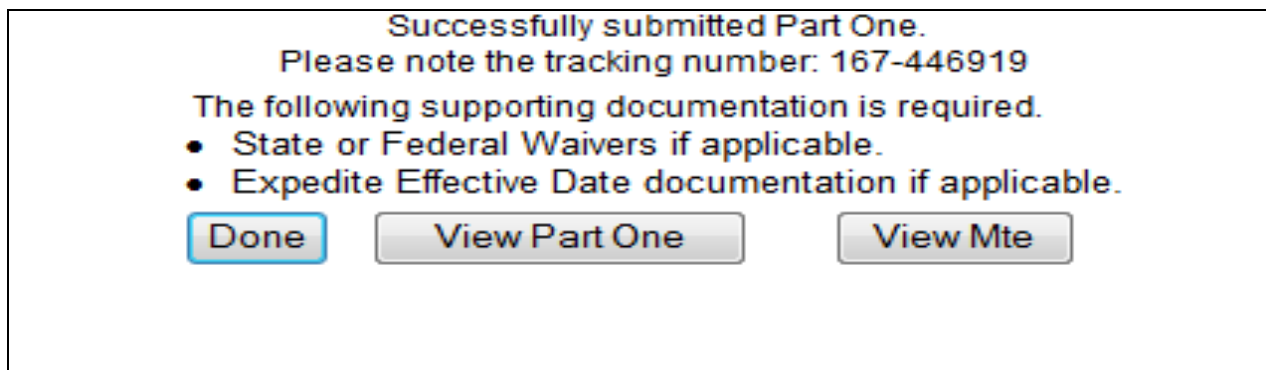 Successfully submitted Part One.
Please note the tracking number: 167-446919
The following supporting documentation is required.
• State or Federal Waivers if applicable.
• Expedite Effective Date documentation if applicable.
Done View Part One View Mte